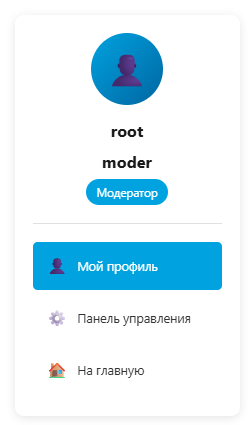 root
moder
Модератор
Мой профиль
Панель управления
На главную